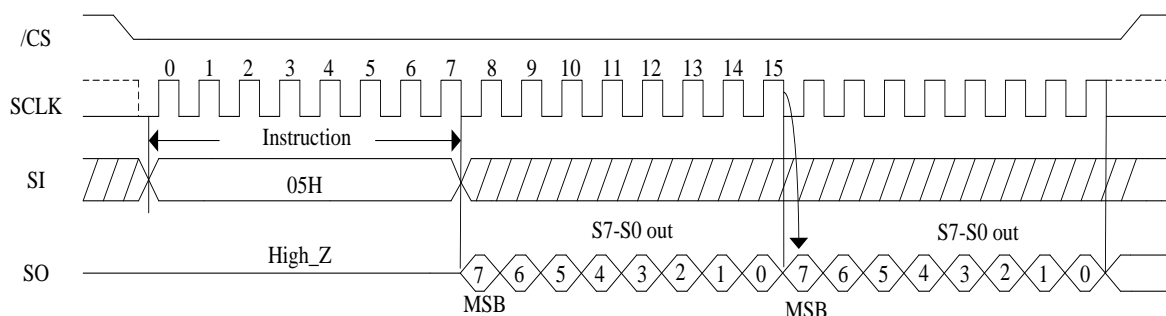 /CS
0 1 2 3 4 5 6 7 8 9 10 11 12 13 14 15
SCLK
Instruction
SI
05H
S7-S0 out S7-S0 out
High_Z
SO
7 6 5 4 3 2 1 0 7 6 5 4 3 2 1 0
MSB MSB